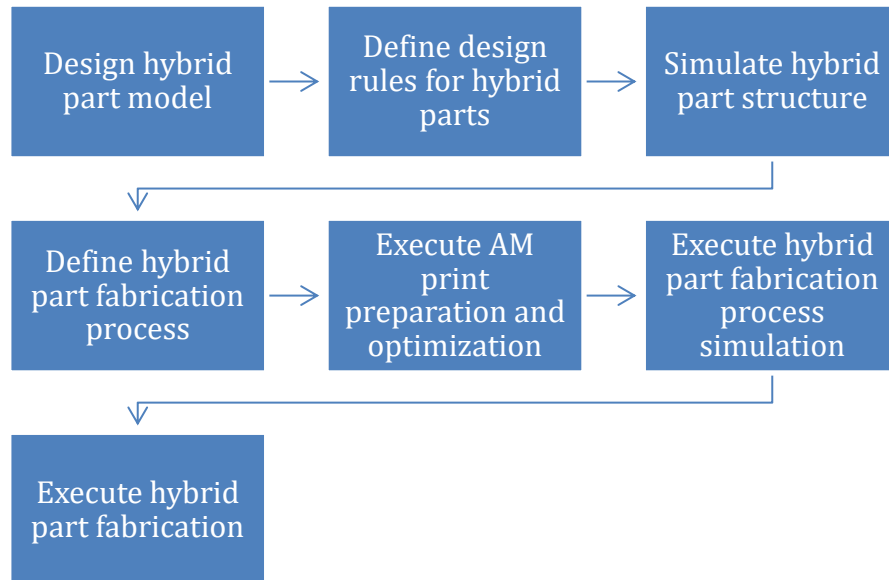 Design hybrid
part model
Define design
rules for hybrid
parts
Simulate hybrid
part structure
Define hybrid
part fabrication
process
Execute AM
print
preparation and
optimization
Execute hybrid
part fabrication
process
simulation
Execute hybrid
part fabrication